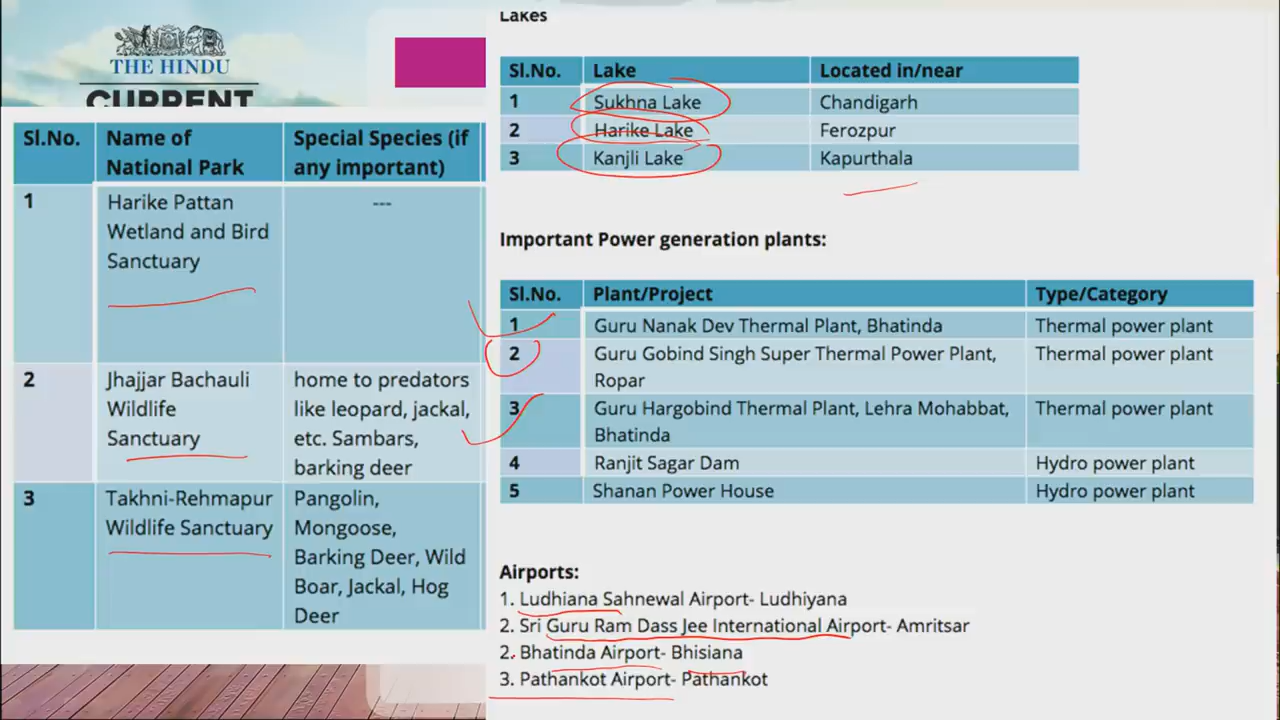 THE HINDU
CURRENT
Sl.No.
Name of
National Park
Special Species (if
any important)
1
Harike Pattan
Wetland and Bird
Sanctuary
---
2
Jhajjar Bachauli
Wildlife
Sanctuary
home to predators
like leopard, jackal,
etc. Sambars,
barking deer
3
Takhni-Rehmapur
Wildlife Sanctuary
Pangolin,
Mongoose,
Barking Deer, Wild
Boar, Jackal, Hog
Deer
Lakes
Sl.No. Lake Located in/near
1 Sukhna Lake Chandigarh
2 Harike Lake Ferozpur
3 Kanjli Lake Kapurthala
Important Power generation plants:
Sl.No. Plant/Project Type/Category
1 Guru Nanak Dev Thermal Plant, Bhatinda Thermal power plant
2 Guru Gobind Singh Super Thermal Power Plant, Thermal power plant
Ropar
3 Guru Hargobind Thermal Plant, Lehra Mohabbat, Thermal power plant
Bhatinda
4 Ranjit Sagar Dam Hydro power plant
5 Shanan Power House Hydro power plant
Airports:
1. Ludhiana Sahnewal Airport- Ludhiyana
2. Sri Guru Ram Dass Jee International Airport- Amritsar
2. Bhatinda Airport- Bhisiana
3. Pathankot Airport- Pathankot